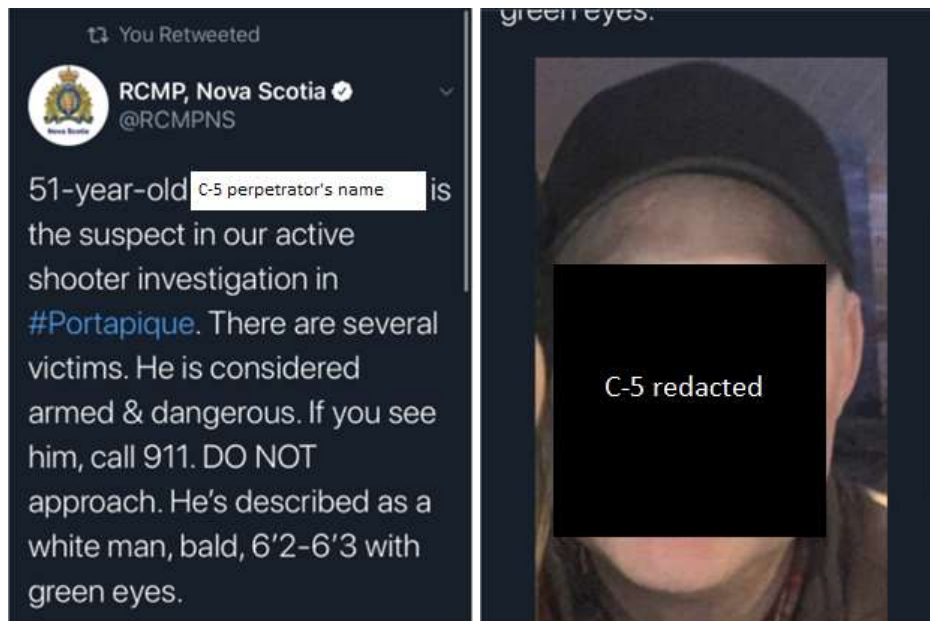 You Retweeted
RCMP, Nova Scotia
@RCMPNS
Nova Scotia
51-year-old C-5 perpetrator's name is
the suspect in our active
shooter investigation in
#Portapique. There are several
victims. He is considered
armed & dangerous. If you see
him, call 911. DO NOT
approach. He's described as a
white man, bald, 6'2-6'3 with
green eyes.
green eyes.
C-5 redacted